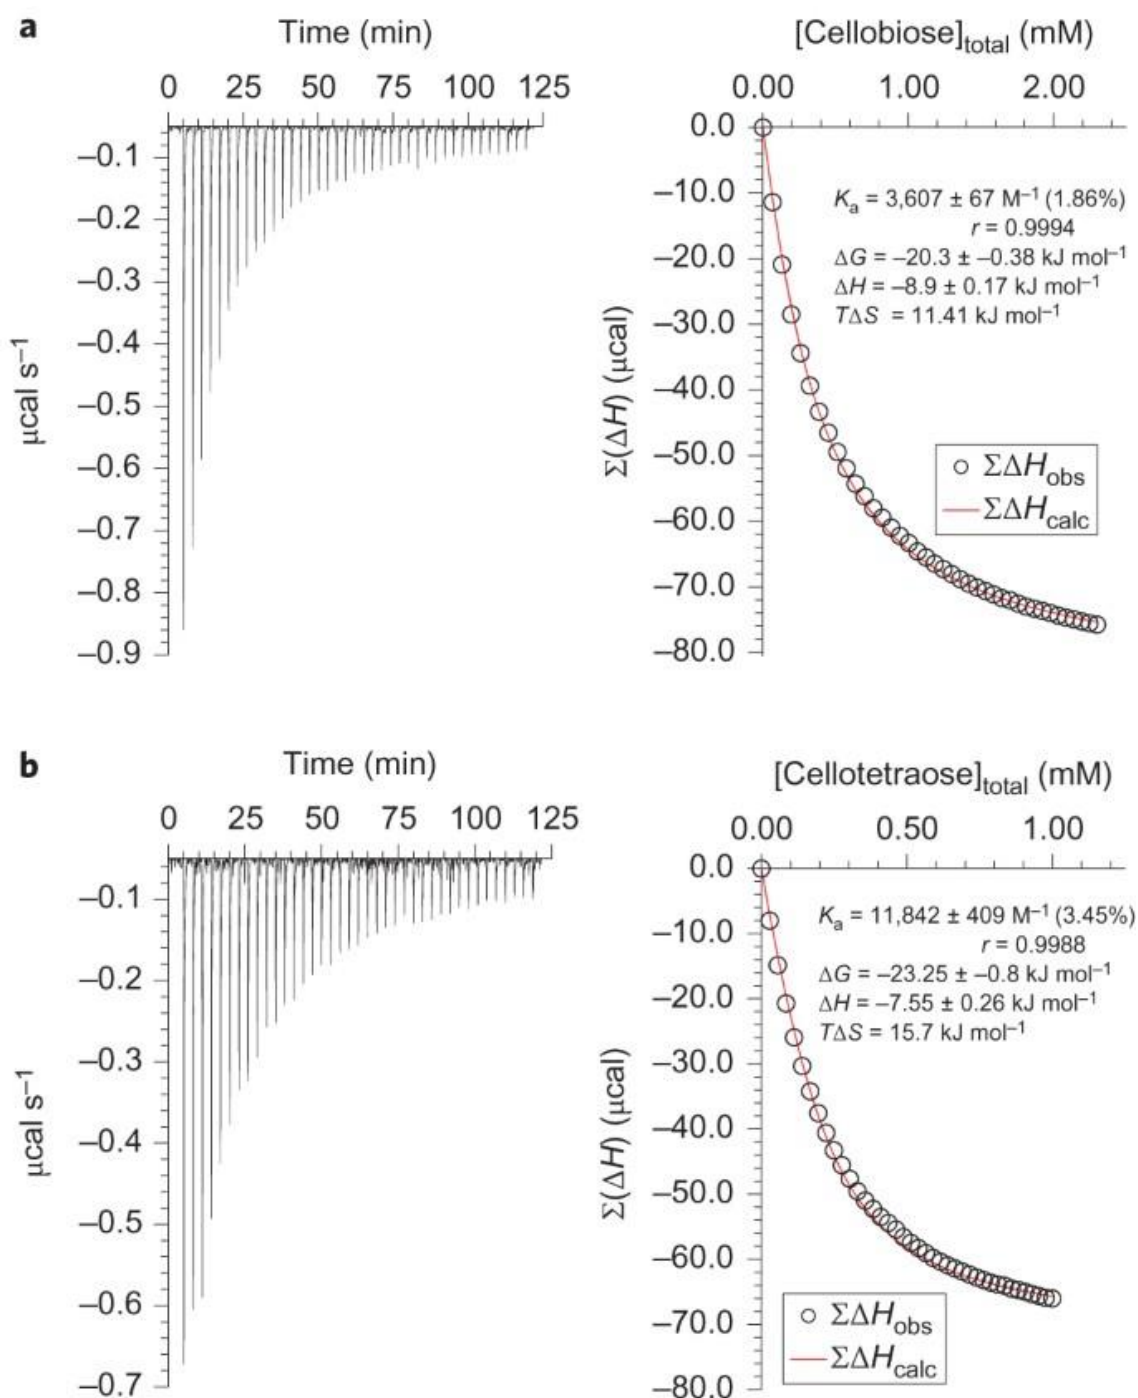 a
Time (min)
0 25 50 75 100 125
–0.1
–0.2
–0.3
–0.4
–0.5
–0.6
–0.7
–0.8
–0.9
μcal s–1
[Cellobiose]total (mM)
0.00 1.00 2.00
0.0
–10.0
–20.0
–30.0
–40.0
–50.0
–60.0
–70.0
–80.0
Σ(ΔH) (μcal)
Ka = 3,607 ± 67 M–1 (1.86%)
r = 0.9994
ΔG = –20.3 ± –0.38 kJ mol–1
ΔH = –8.9 ± 0.17 kJ mol–1
TΔS = 11.41 kJ mol–1
ΣΔHobs
ΣΔHcalc
b
Time (min)
0 25 50 75 100 125
–0.1
–0.2
–0.3
–0.4
–0.5
–0.6
–0.7
μcal s–1
[Cellotetraose]total (mM)
0.00 0.50 1.00
0.0
–10.0
–20.0
–30.0
–40.0
–50.0
–60.0
–70.0
–80.0
Σ(ΔH) (μcal)
Ka = 11,842 ± 409 M–1 (3.45%)
r = 0.9988
ΔG = –23.25 ± –0.8 kJ mol–1
ΔH = –7.55 ± 0.26 kJ mol–1
TΔS = 15.7 kJ mol–1
ΣΔHobs
ΣΔHcalc